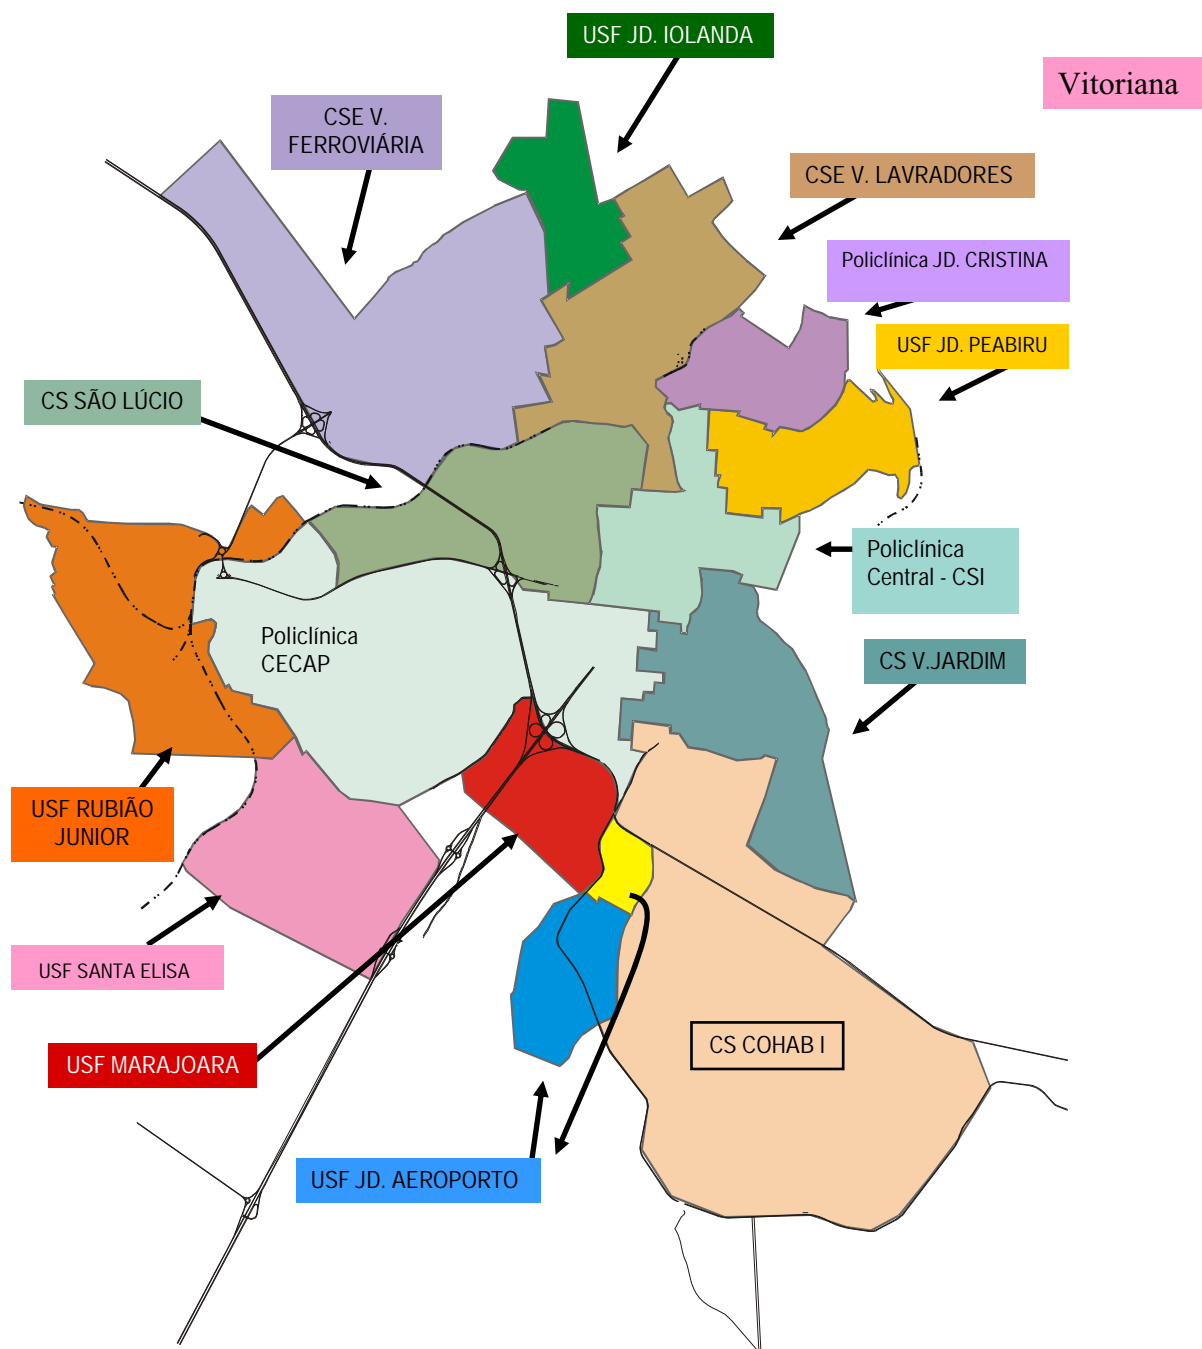 USF JD. IOLANDA
Vitoriana
CSE V.
FERROVIÁRIA
CSE V. LAVRADORES
Policlínica JD. CRISTINA
USF JD. PEABIRU
CS SÃO LÚCIO
Policlínica
Central - CSI
Policlínica
CECAP
CS V.JARDIM
USF RUBIÃO
JUNIOR
USF SANTA ELISA
CS COHAB I
USF MARAJOARA
USF JD. AEROPORTO